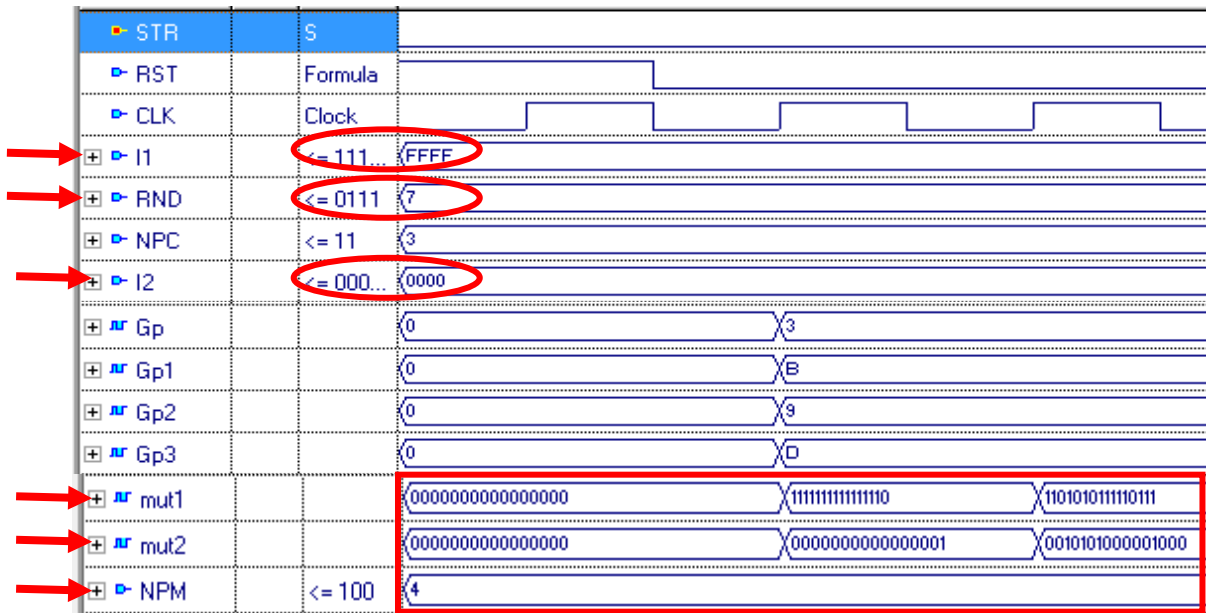 STR S
RST Formula
CLK Clock
I1 <= 111... FFFF
RND <= 0111 7
NPC <= 11 3
I2 <= 000... 0000
Gp 0 3
Gp1 0 B
Gp2 0 9
Gp3 0 D
mut1 0000000000000000 1111111111111110 1101010111110111
mut2 0000000000000000 0000000000000001 0010101000001000
NPM <= 100 4